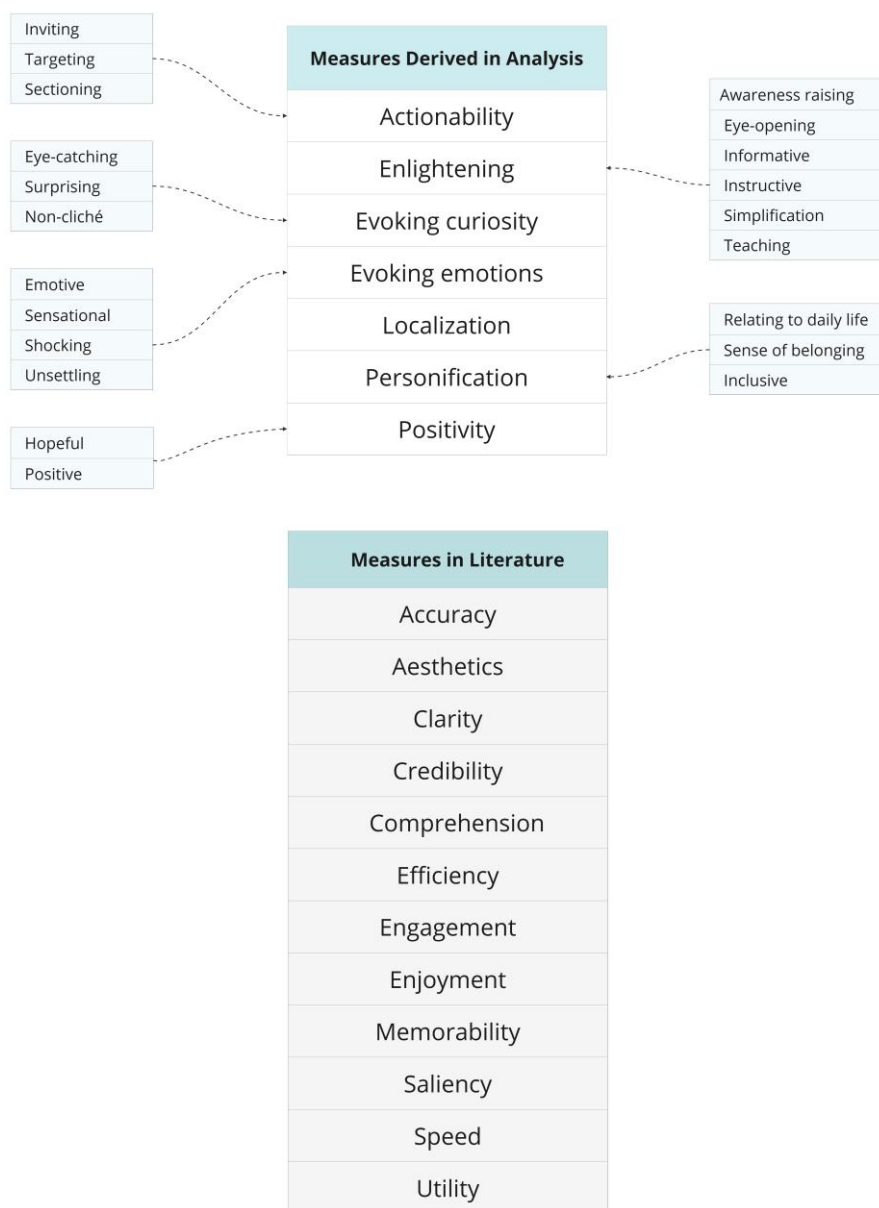 Inviting
Targeting
Sectioning
Eye-catching
Surprising
Non-cliché
Emotive
Sensational
Shocking
Unsettling
Hopeful
Positive
Measures Derived in Analysis
Actionability
Enlightening
Evoking curiosity
Evoking emotions
Localization
Personification
Positivity
Awareness raising
Eye-opening
Informative
Instructive
Simplification
Teaching
Relating to daily life
Sense of belonging
Inclusive
Measures in Literature
Accuracy
Aesthetics
Clarity
Credibility
Comprehension
Efficiency
Engagement
Enjoyment
Memorability
Saliency
Speed
Utility